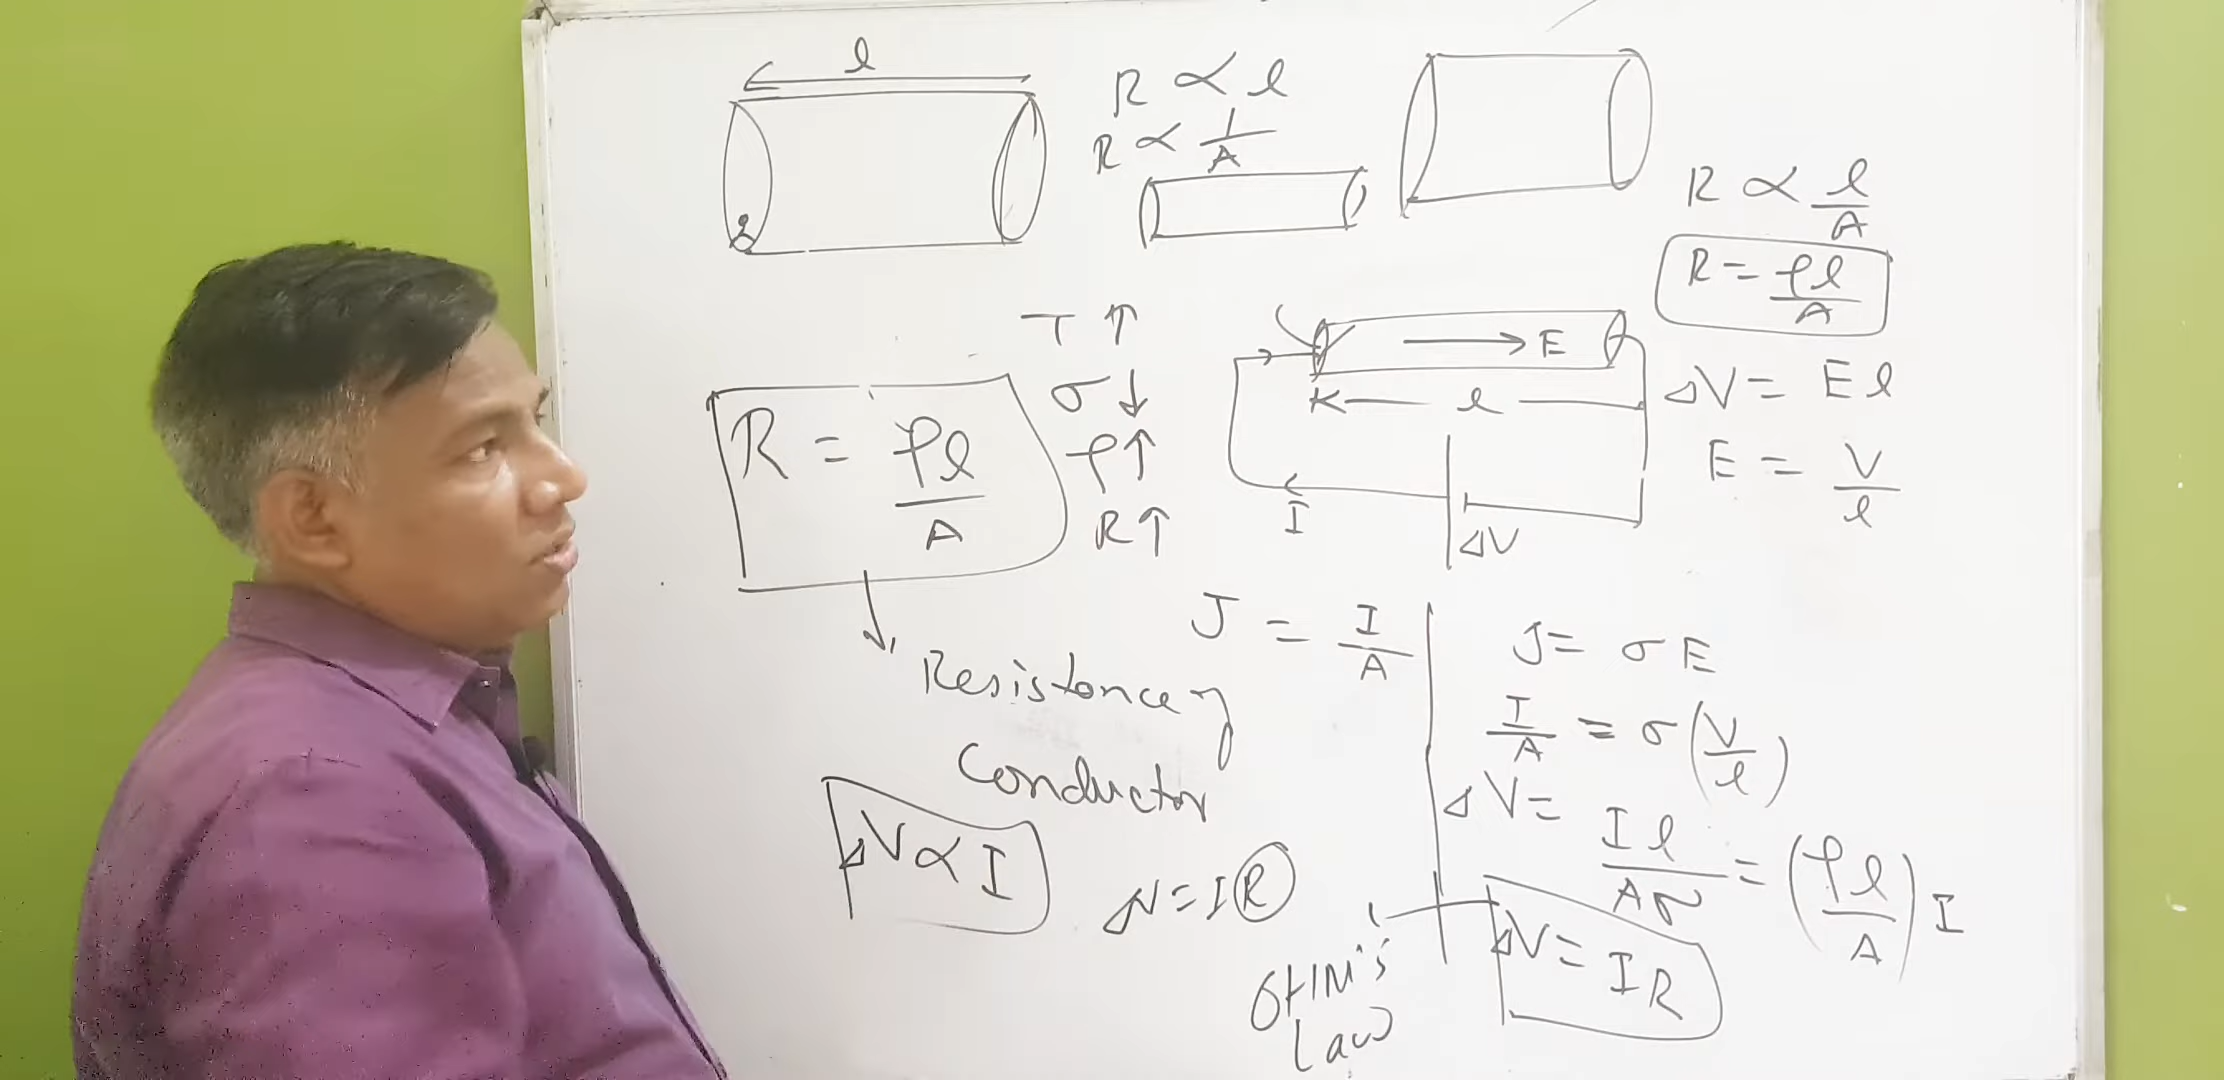 l
R ∝ l
R ∝ 1/A
R ∝ l/A
R = ρl/A
T ↑
σ ↓
ρ ↑
R ↑
R = ρl/A
Resistance of
Conductor
ΔV ∝ I
ΔV = IR
E
l
I
ΔV
ΔV = El
E = V/l
J = I/A
J = σE
I/A = σ(V/l)
ΔV = Il/Aσ = (ρl/A) I
ΔV = IR
OHM's
Law